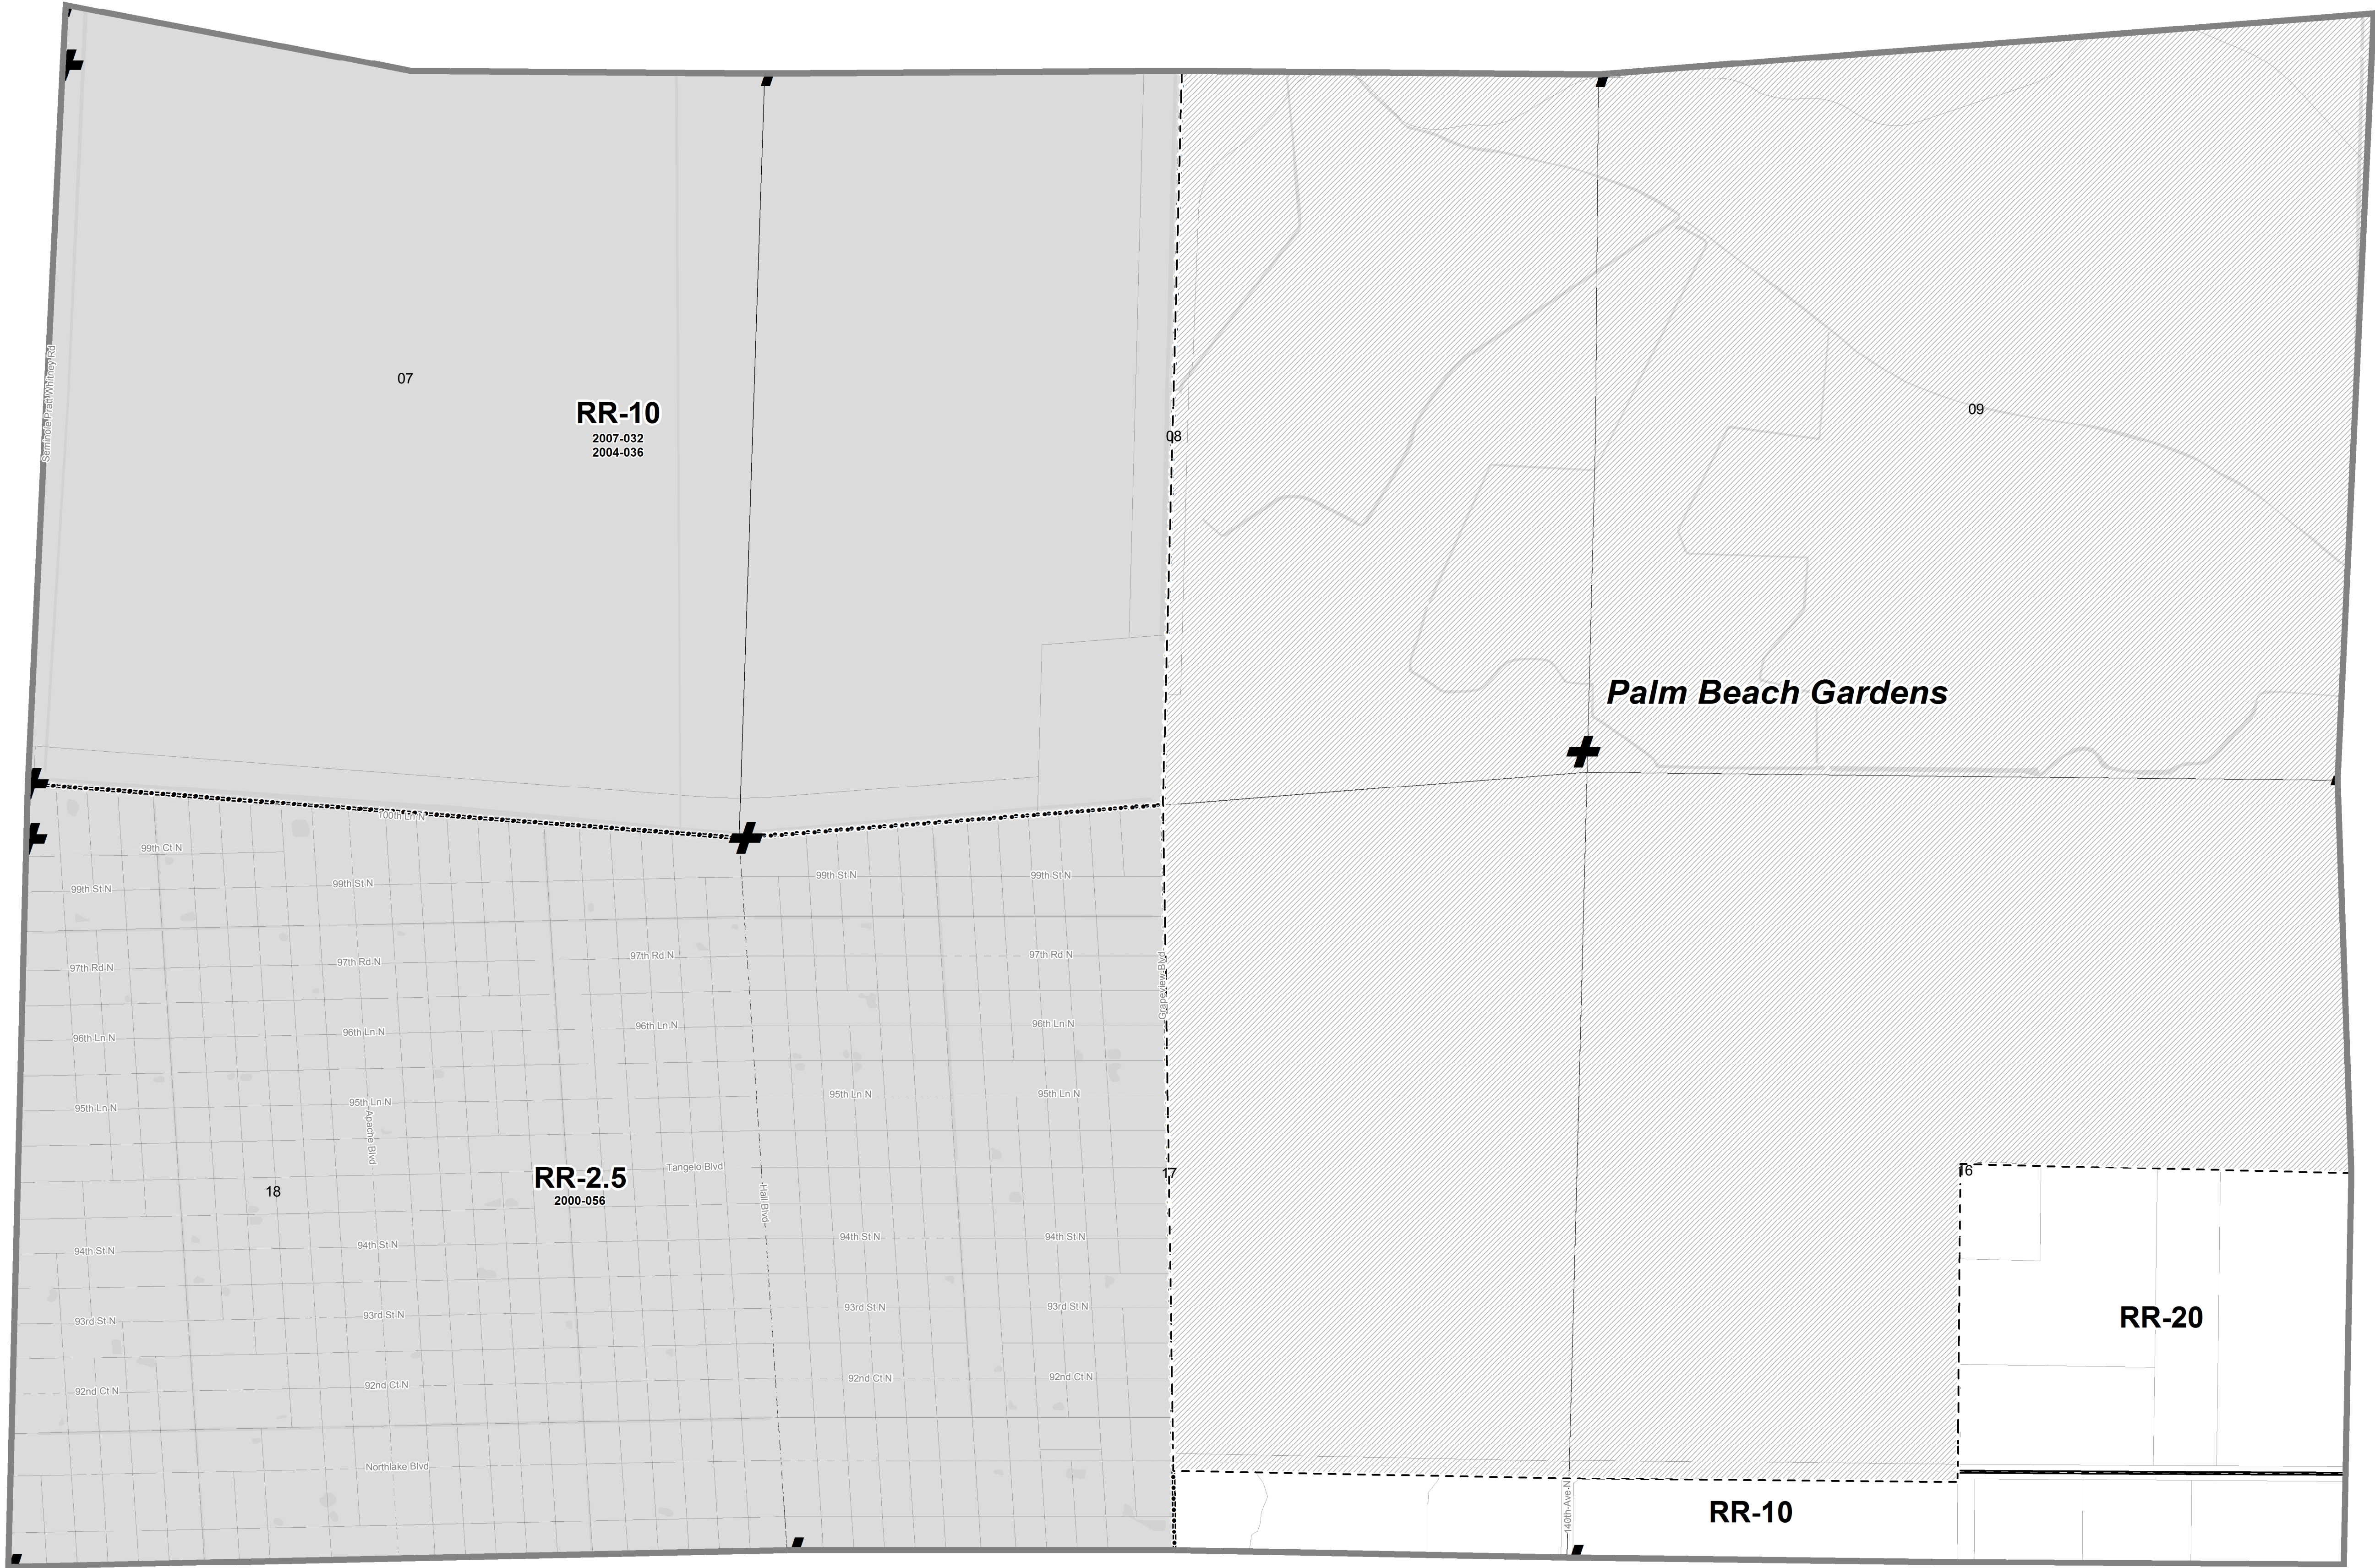 07
RR-10
2007-032
2004-036
Seminole Pratt Whitney Rd
08
09
Palm Beach Gardens
100th Ln N
99th Ct N
99th St N
99th St N
99th St N
99th St N
97th Rd N
97th Rd N
97th Rd N
97th Rd N
Grapeview Blvd
96th Ln N
96th Ln N
96th Ln N
96th Ln N
95th Ln N
95th Ln N
95th Ln N
95th Ln N
Apache Blvd
Tangelo Blvd
18
RR-2.5
2000-056
Hall Blvd
17
16
94th St N
94th St N
94th St N
94th St N
93rd St N
93rd St N
93rd St N
93rd St N
RR-20
92nd Ct N
92nd Ct N
92nd Ct N
92nd Ct N
Northlake Blvd
140th Ave N
RR-10